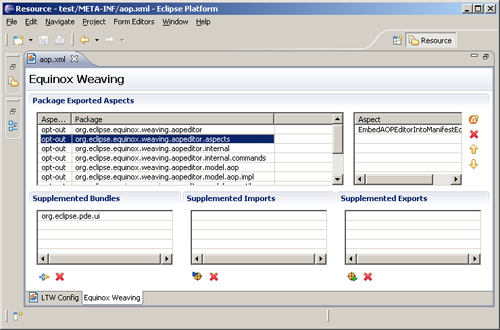 Resource - test/META-INF/aop.xml - Eclipse Platform
File Edit Navigate Search Project Form Editors Window Help
Resource
aop.xml
Equinox Weaving
Package Exported Aspects
Aspe... Package
opt-out org.eclipse.equinox.weaving.aopeditor
opt-out org.eclipse.equinox.weaving.aopeditor.aspects
opt-out org.eclipse.equinox.weaving.aopeditor.internal
opt-out org.eclipse.equinox.weaving.aopeditor.internal.commands
opt-out org.eclipse.equinox.weaving.aopeditor.model.aop
opt-out org.eclipse.equinox.weaving.aopeditor.model.aop.impl
Aspect
EmbedAOPEditorIntoManifestEd
Supplemented Bundles
org.eclipse.pde.ui
Supplemented Imports
Supplemented Exports
LTW Config Equinox Weaving